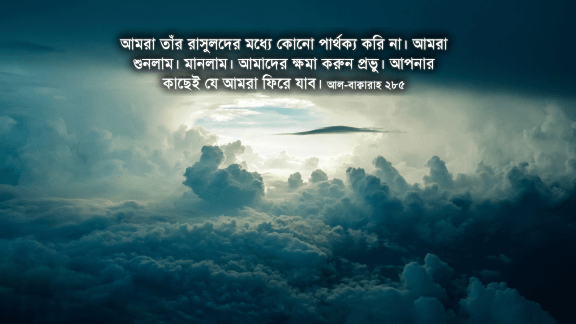 আমরা তাঁর রাসুলদের মধ্যে কোনো পার্থক্য করি না। আমরা
শুনলাম। মানলাম। আমাদের ক্ষমা করুন প্রভু। আপনার
কাছেই যে আমরা ফিরে যাব। আল-বাক্বারাহ ২৮৫